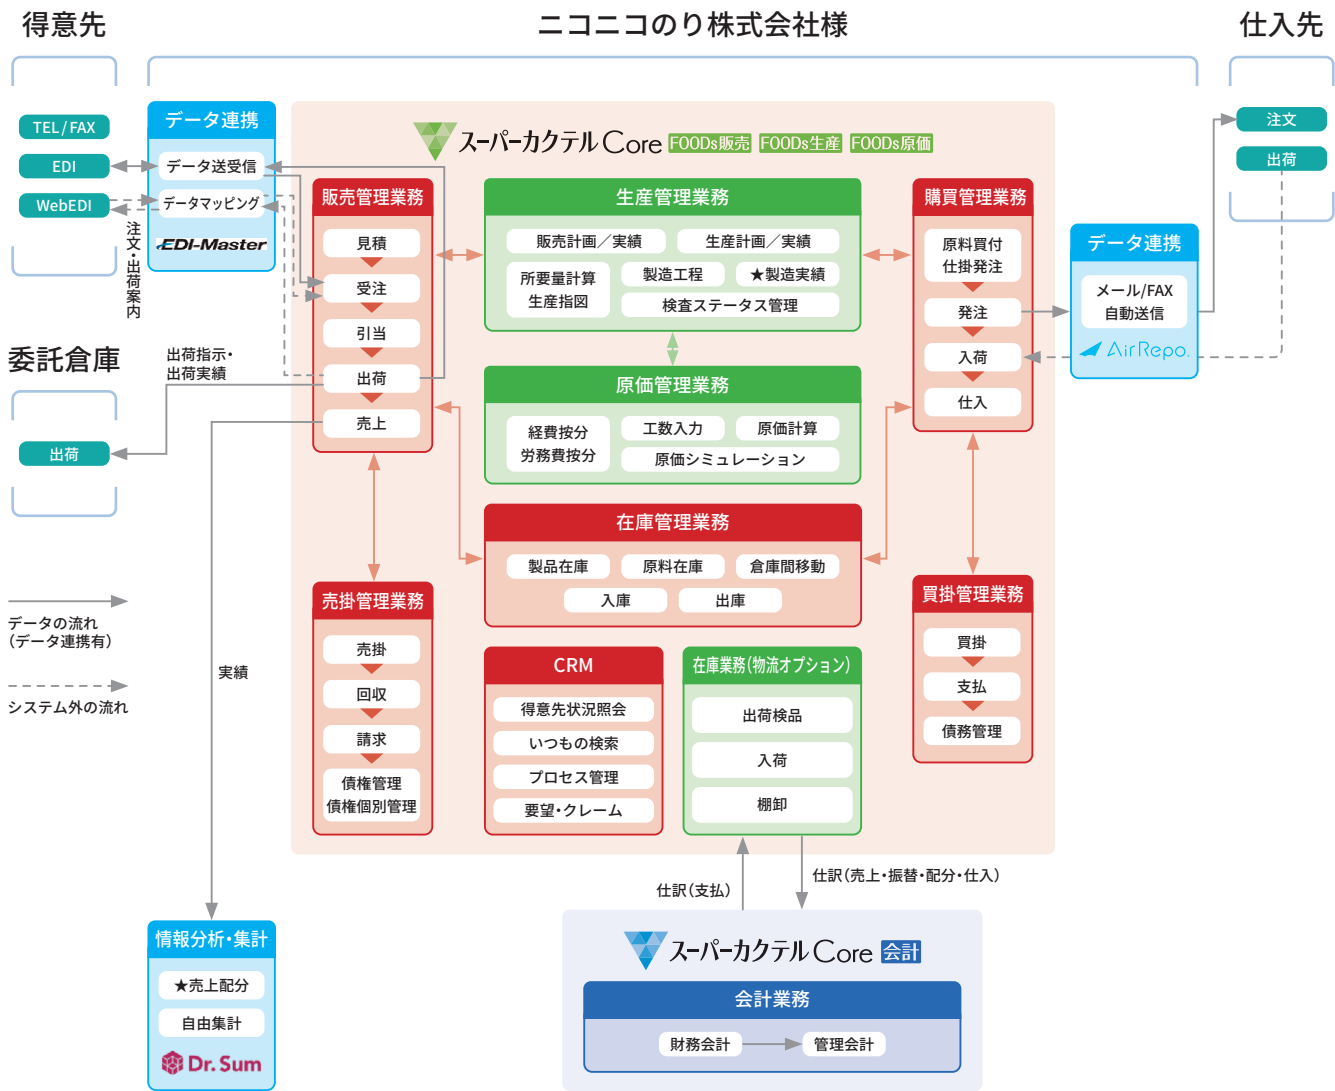 得意先
ニコニコのり株式会社様
仕入先
TEL/FAX
EDI
WebEDI
データ連携
データ送受信
データマッピング
EDI-Master
注文・出荷案内
スーパーカクテルCore FOODs販売 FOODs生産 FOODs原価
販売管理業務
見積
受注
引当
出荷
売上
生産管理業務
販売計画／実績
生産計画／実績
所要量計算
生産指図
製造工程
★製造実績
検査ステータス管理
購買管理業務
原料買付
仕掛発注
発注
入荷
仕入
データ連携
メール/FAX
自動送信
AirRepo
注文
出荷
委託倉庫
出荷
出荷指示・
出荷実績
原価管理業務
経費按分
労務費按分
工数入力
原価計算
原価シミュレーション
在庫管理業務
製品在庫
原料在庫
倉庫間移動
入庫
出庫
データの流れ
（データ連携有）
システム外の流れ
実績
売掛管理業務
売掛
回収
請求
債権管理
債権個別管理
CRM
得意先状況照会
いつもの検索
プロセス管理
要望・クレーム
在庫業務（物流オプション）
出荷検品
入荷
棚卸
買掛管理業務
買掛
支払
債務管理
仕訳（支払）
仕訳（売上・振替・配分・仕入）
情報分析・集計
★売上配分
自由集計
Dr.Sum
スーパーカクテルCore 会計
会計業務
財務会計
管理会計